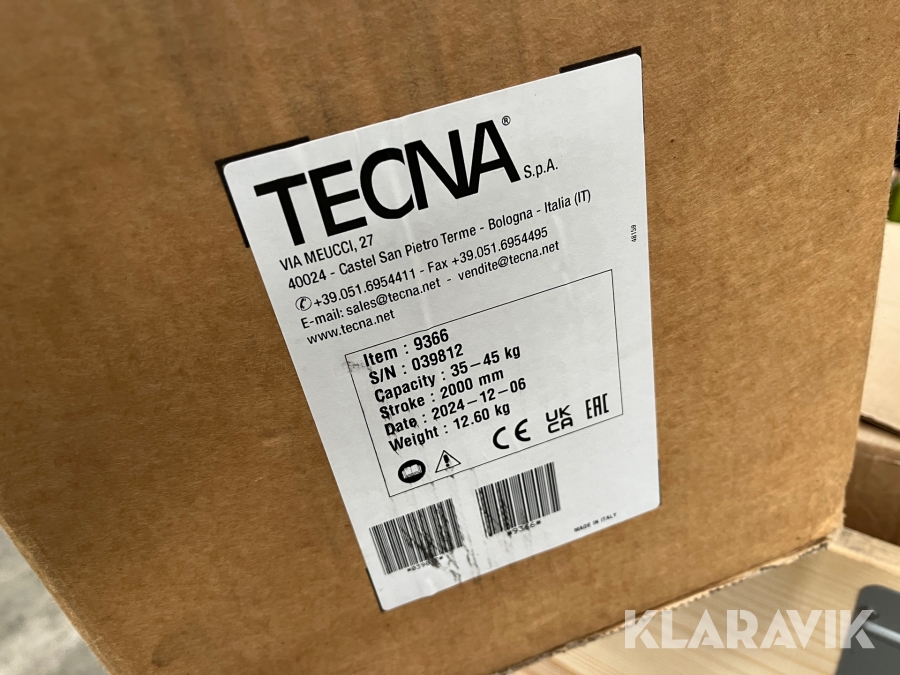 TECNA®
S.p.A.
VIA MEUCCI, 27
40024 - Castel San Pietro Terme - Bologna - Italia (IT)
✆+39.051.6954411 - Fax +39.051.6954495
E-mail: sales@tecna.net - vendite@tecna.net
www.tecna.net
48198
Item : 9366
S/N : 039812
Capacity : 35-45 kg
Stroke : 2000 mm
Date : 2024-12-06
Weight : 12.60 kg
CE UK CA EAC
*9366*
MADE IN ITALY
KLARAVIK